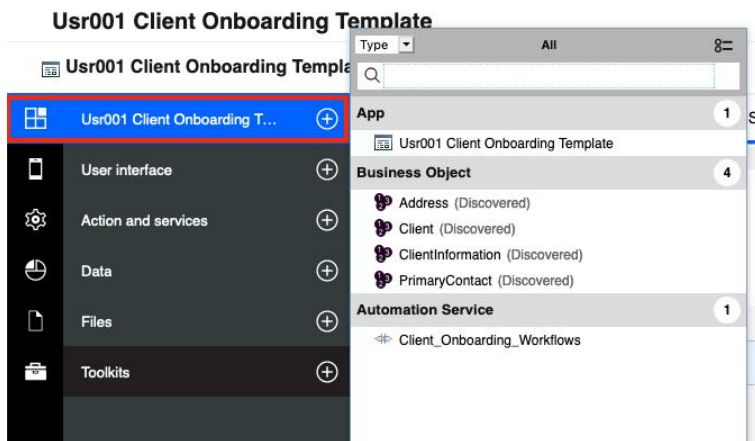 Usr001 Client Onboarding Template
Usr001 Client Onboarding Templa
Type
All
Usr001 Client Onboarding T...
User interface
Action and services
Data
Files
Toolkits
App 1
Usr001 Client Onboarding Template
Business Object 4
Address (Discovered)
Client (Discovered)
ClientInformation (Discovered)
PrimaryContact (Discovered)
Automation Service 1
Client_Onboarding_Workflows